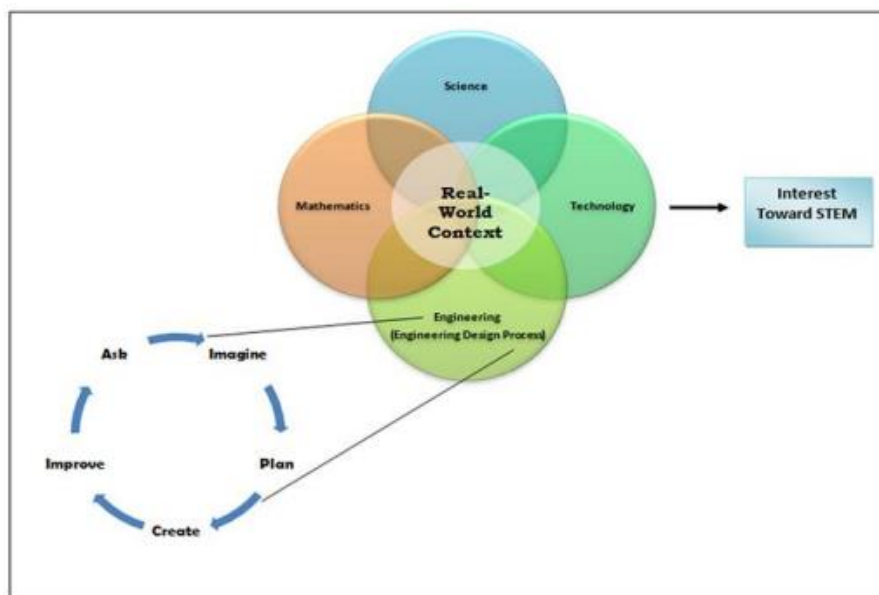 Science
Mathematics
Real-
World
Context
Technology
Interest
Toward STEM
Engineering
(Engineering Design Process)
Ask
Imagine
Improve
Plan
Create